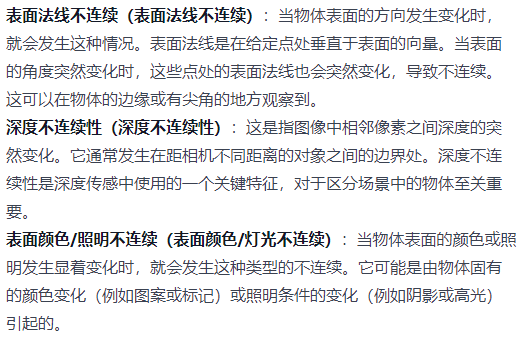 表面法线不连续（表面法线不连续）：当物体表面的方向发生变化时，
就会发生这种情况。表面法线是在给定点处垂直于表面的向量。当表面
的角度突然变化时，这些点处的表面法线也会突然变化，导致不连续。
这可以在物体的边缘或有尖角的地方观察到。
深度不连续性（深度不连续性）：这是指图像中相邻像素之间深度的突
然变化。它通常发生在距相机不同距离的对象之间的边界处。深度不连
续性是深度传感中使用的一个关键特征，对于区分场景中的物体至关重
要。
表面颜色/照明不连续（表面颜色/灯光不连续）：当物体表面的颜色或照
明发生显着变化时，就会发生这种类型的不连续。它可能是由物体固有
的颜色变化（例如图案或标记）或照明条件的变化（例如阴影或高光）
引起的。